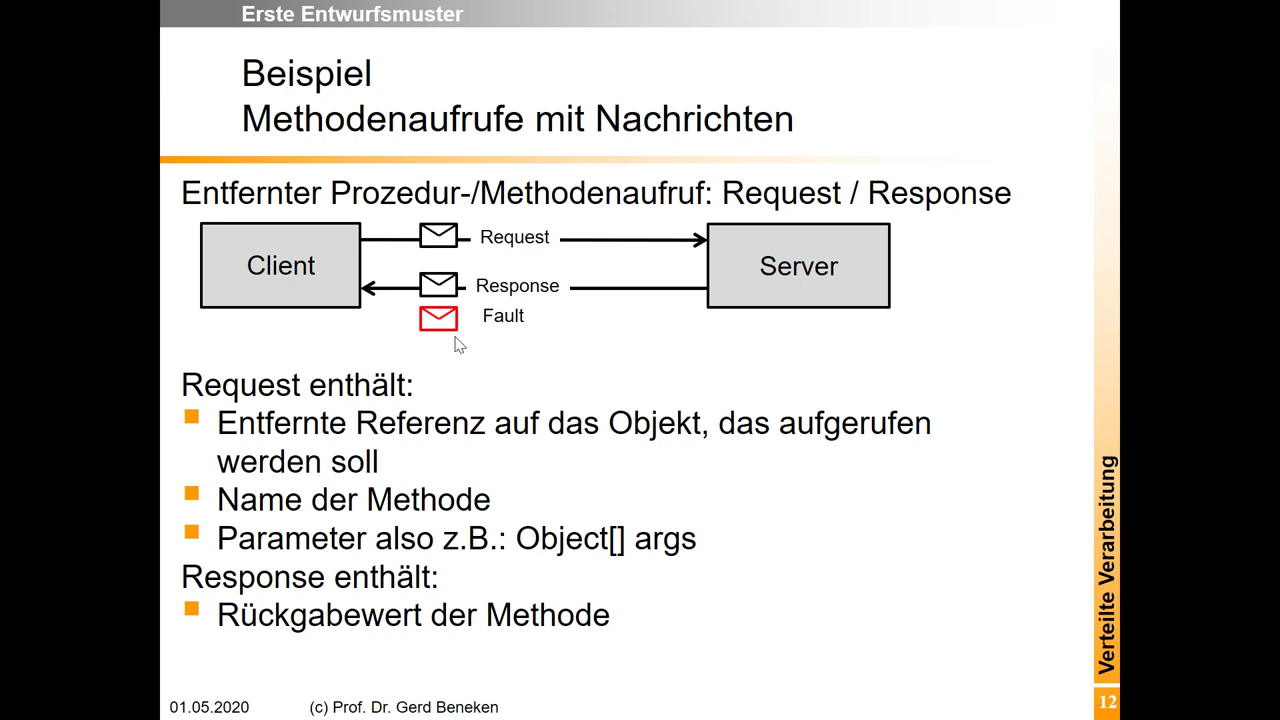 Erste Entwurfsmuster
Beispiel
Methodenaufrufe mit Nachrichten
Entfernter Prozedur-/Methodenaufruf: Request / Response
Client
Request
Response
Fault
Server
Request enthält:
Entfernte Referenz auf das Objekt, das aufgerufen
werden soll
Name der Methode
Parameter also z.B.: Object[] args
Response enthält:
Rückgabewert der Methode
Verteilte Verarbeitung
01.05.2020
(c) Prof. Dr. Gerd Beneken
12